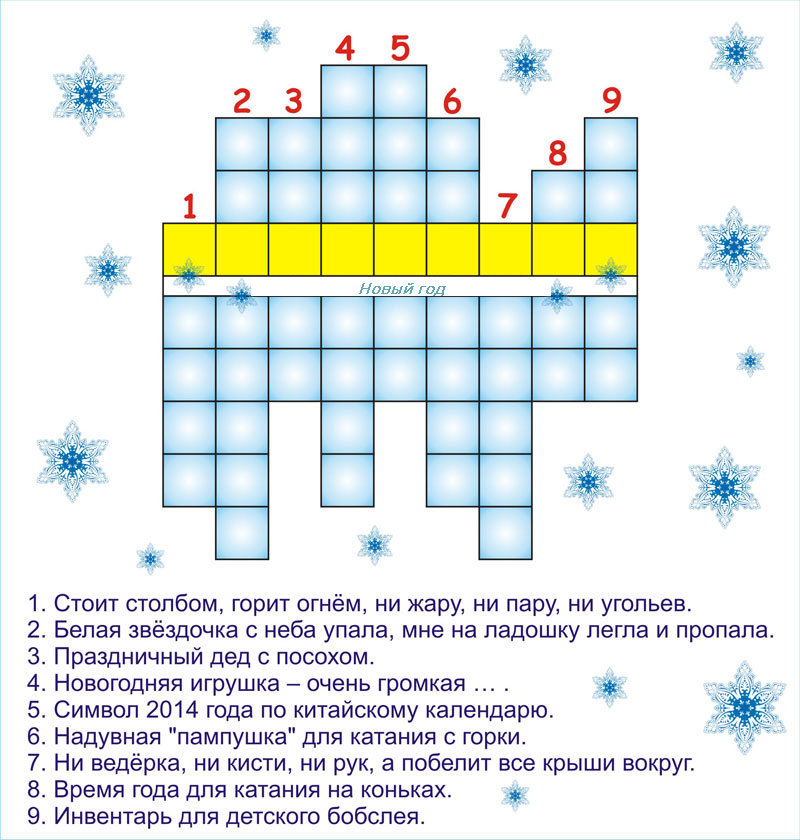 4 5
2 3 6 9
8
1 7
Новый год
1. Стоит столбом, горит огнём, ни жару, ни пару, ни угольев.
2. Белая звёздочка с неба упала, мне на ладошку легла и пропала.
3. Праздничный дед с посохом.
4. Новогодняя игрушка – очень громкая ... .
5. Символ 2014 года по китайскому календарю.
6. Надувная "пампушка" для катания с горки.
7. Ни ведёрка, ни кисти, ни рук, а побелит все крыши вокруг.
8. Время года для катания на коньках.
9. Инвентарь для детского бобслея.